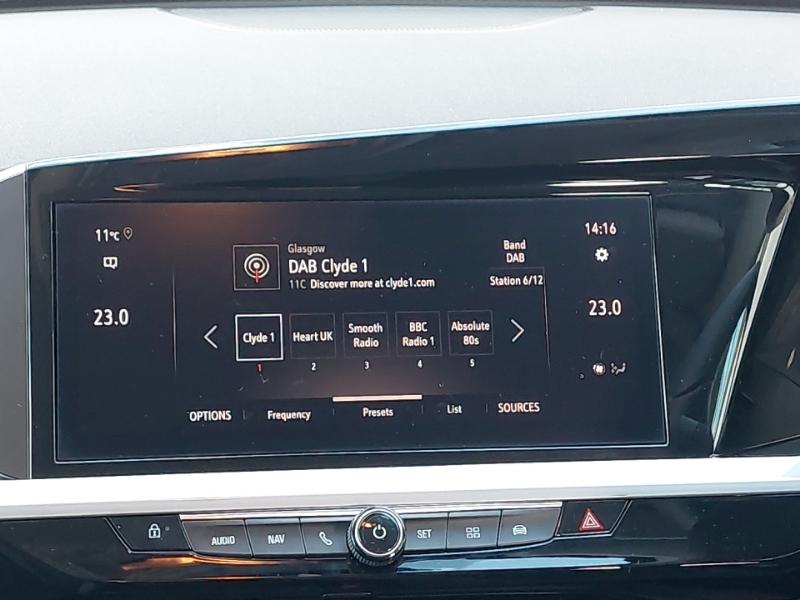 11°C
14:16
Glasgow
DAB Clyde 1
11C Discover more at clyde1.com
Band
DAB
Station 6/12
23.0
23.0
Clyde 1
Heart UK
Smooth
Radio
BBC
Radio 1
Absolute
80s
1
2
3
4
5
OPTIONS
Frequency
Presets
List
SOURCES
AUDIO
NAV
SET